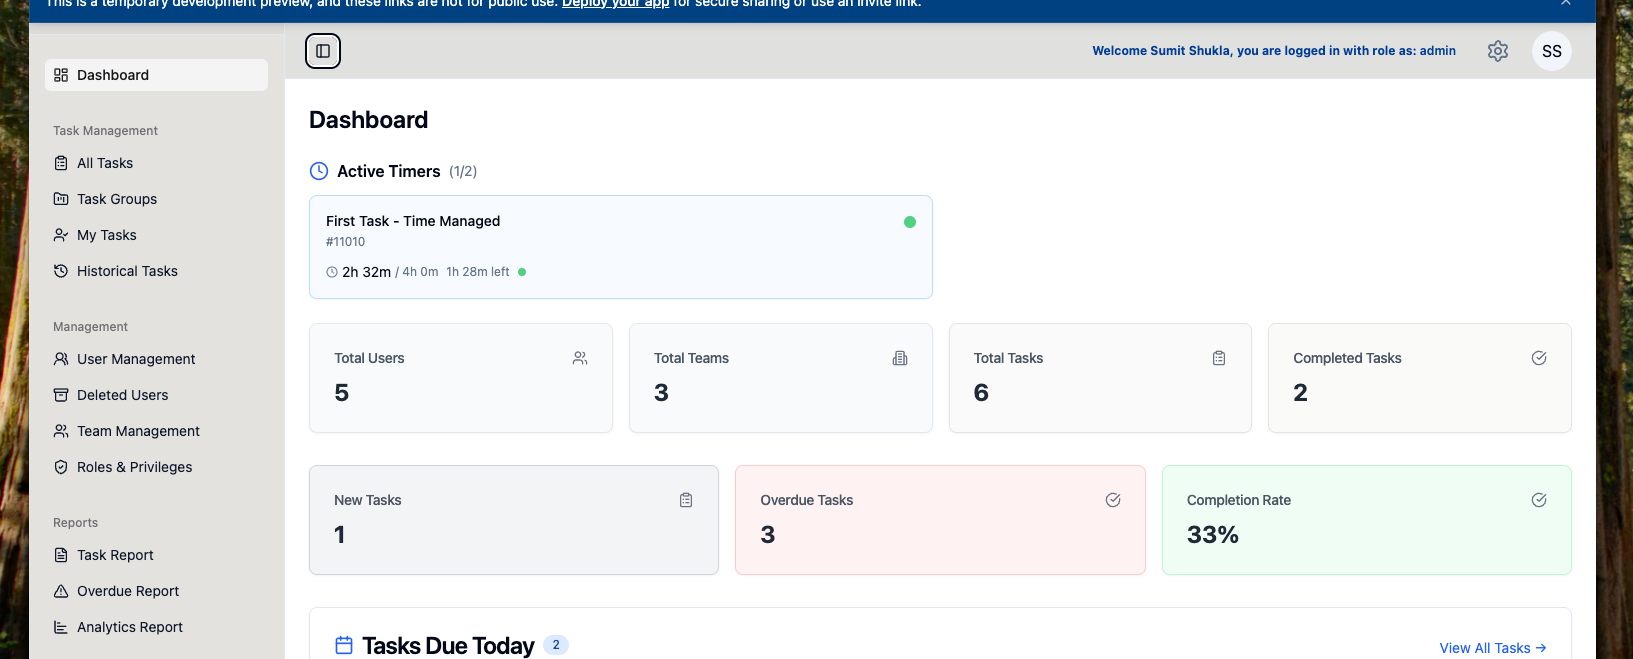 This is a temporary development preview, and these links are not for public use. Deploy your app for secure sharing or use an invite link.
Welcome Sumit Shukla, you are logged in with role as: admin
SS
Dashboard
Task Management
All Tasks
Task Groups
My Tasks
Historical Tasks
Management
User Management
Deleted Users
Team Management
Roles & Privileges
Reports
Task Report
Overdue Report
Analytics Report
Dashboard
Active Timers (1/2)
First Task - Time Managed
#11010
2h 32m / 4h 0m 1h 28m left
Total Users
5
Total Teams
3
Total Tasks
6
Completed Tasks
2
New Tasks
1
Overdue Tasks
3
Completion Rate
33%
Tasks Due Today 2
View All Tasks →